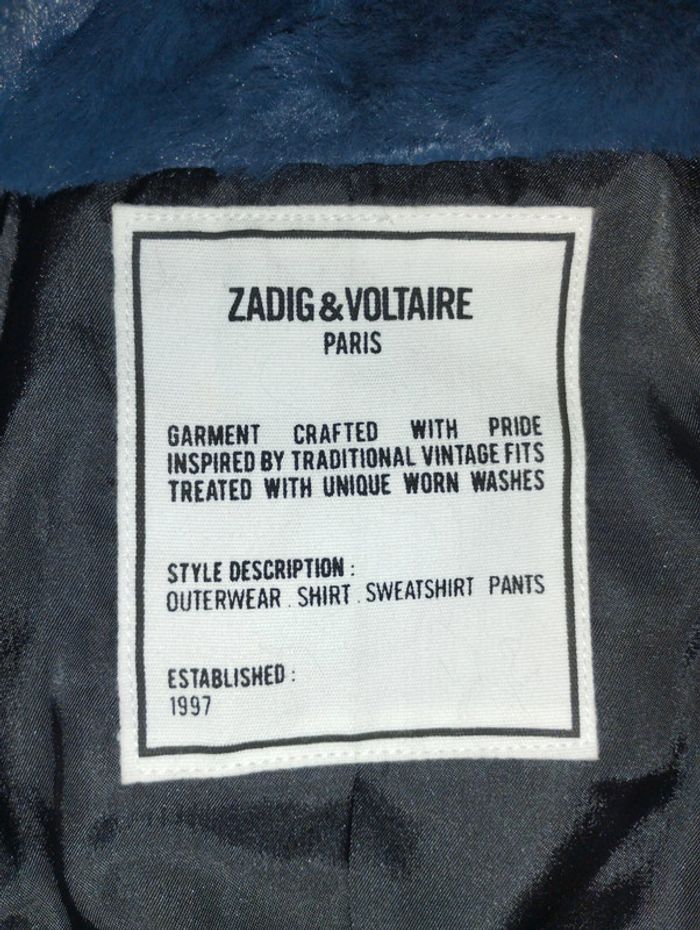 ZADIG&VOLTAIRE
PARIS
GARMENT CRAFTED WITH PRIDE
INSPIRED BY TRADITIONAL VINTAGE FITS
TREATED WITH UNIQUE WORN WASHES
STYLE DESCRIPTION :
OUTERWEAR . SHIRT . SWEATSHIRT PANTS
ESTABLISHED :
1997